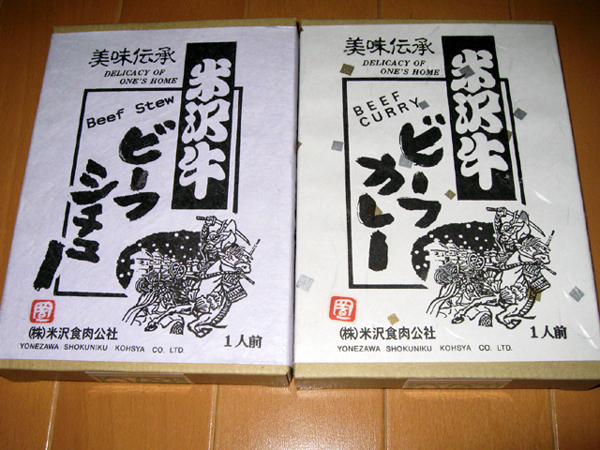 美味伝承
DELICACY OF
ONE'S HOME
米沢牛
Beef Stew
ビーフ
シチュー
(株)米沢食肉公社
1人前
YONEZAWA SHOKUNIKU KOHSYA CO. LTD.
美味伝承
DELICACY OF
ONE'S HOME
米沢牛
BEEF
CURRY
ビーフ
カレー
(株)米沢食肉公社
1人前
YONEZAWA SHOKUNIKU KOHSYA CO. LTD.